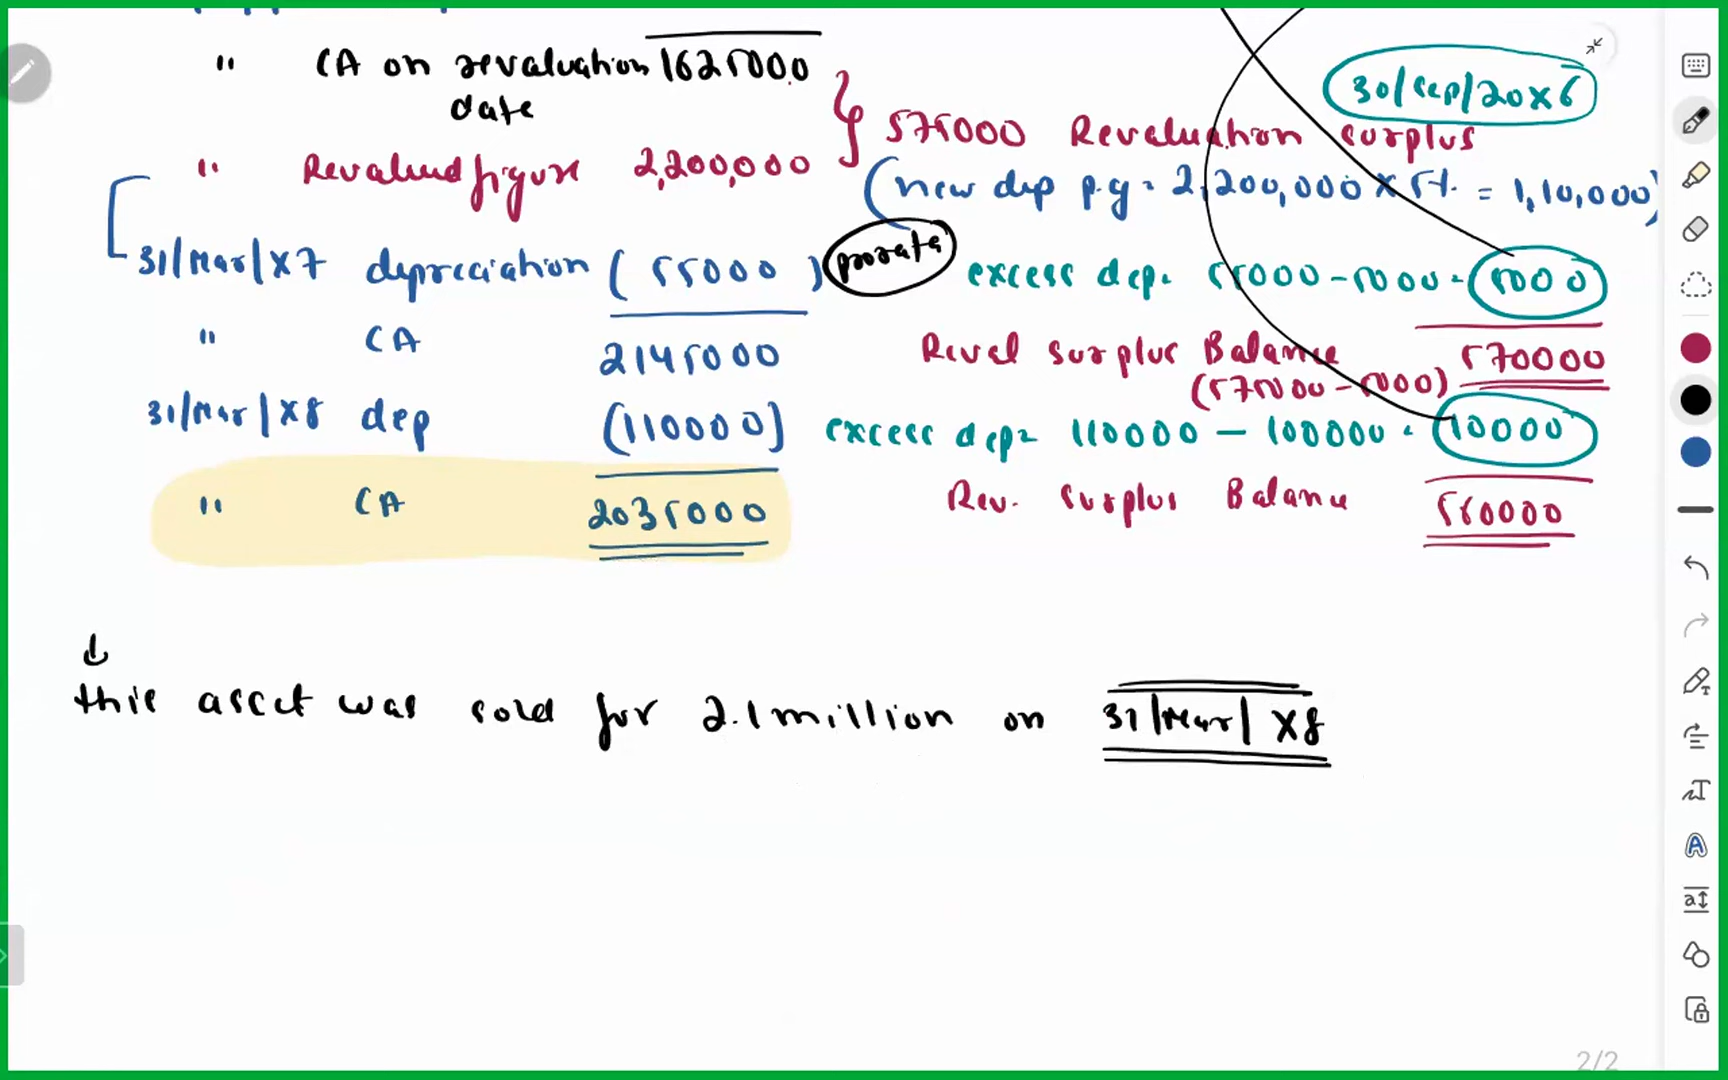 " CA on revaluation 1625000
date
} 575000 Revaluation surplus
30/Sep/20X6
" Revalued figure 2,200,000
(new dep p.y = 2,200,000 x 5%. = 1,10,000)
31/Mar/X7 depreciation (55000) prorata
excess dep. 55000 - 5000 = 5000
" CA 2145000
Reval surplus Balance 570000
(575000 - 5000)
31/Mar/X8 dep (110000)
excess dep = 110000 - 100000 = 10000
" CA 2035000
Rev. surplus Balance 560000
↓
this asset was sold for 2.1 million on 31/Mar/X8
2/2